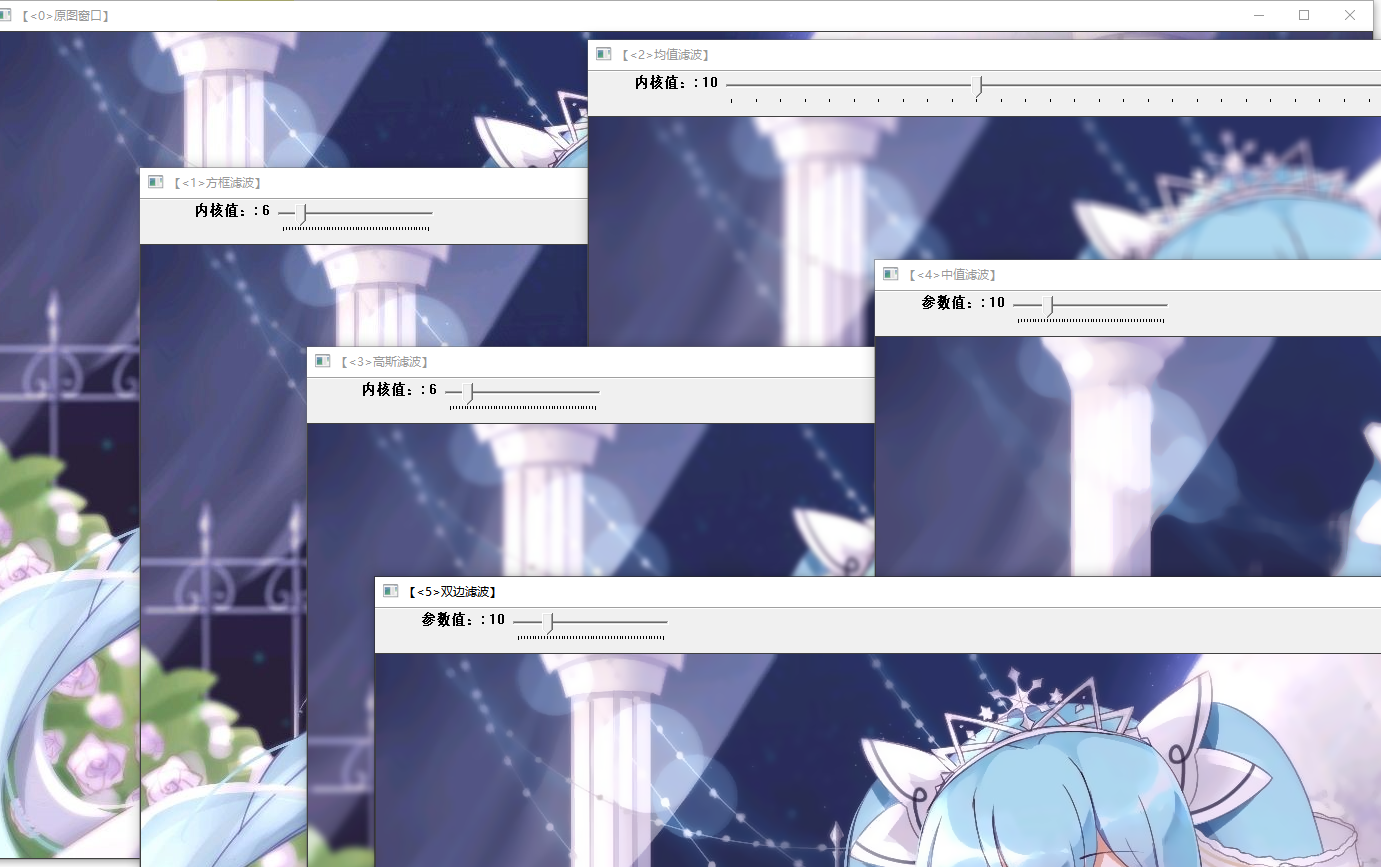 【<0>原图窗口】
【<2>均值滤波】
内核值：: 10
【<1>方框滤波】
内核值：: 6
【<4>中值滤波】
参数值：: 10
【<3>高斯滤波】
内核值：: 6
【<5>双边滤波】
参数值：: 10